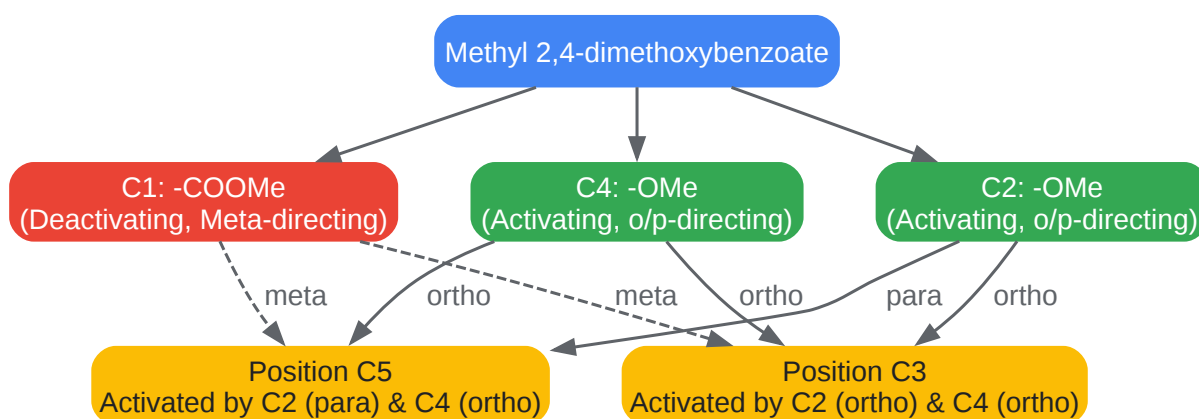 Methyl 2,4-dimethoxybenzoate
C1: -COOMe
(Deactivating, Meta-directing)
C4: -OMe
(Activating, o/p-directing)
C2: -OMe
(Activating, o/p-directing)
meta
ortho
meta
ortho
para
ortho
Position C5
Activated by C2 (para) & C4 (ortho)
Position C3
Activated by C2 (ortho) & C4 (ortho)